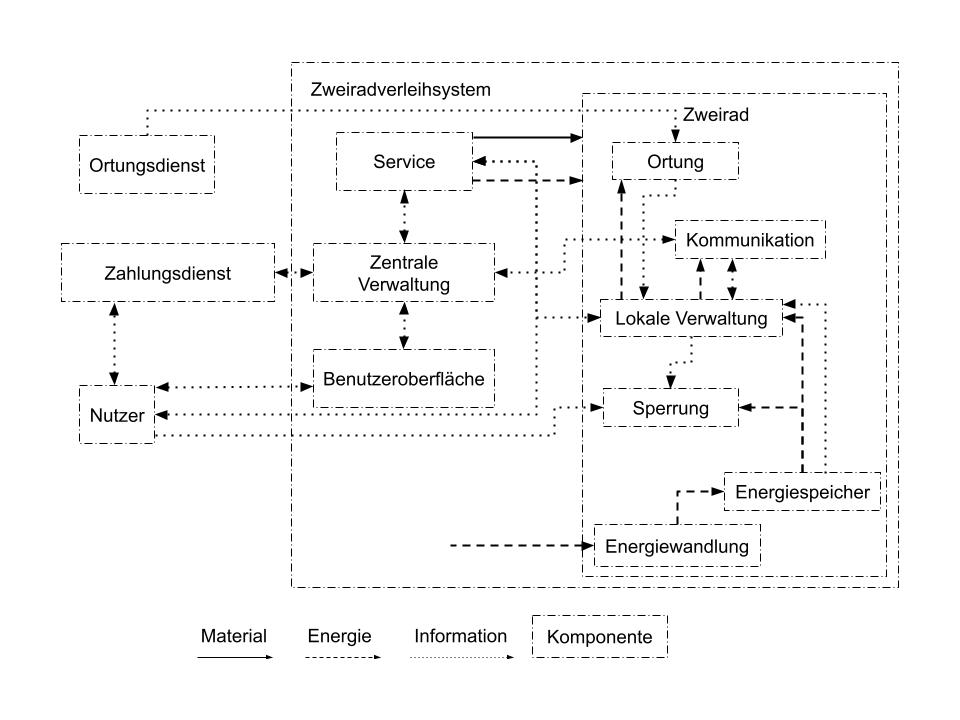 Zweiradverleihsystem
Zweirad
Ortungsdienst
Service
Ortung
Kommunikation
Zahlungsdienst
Zentrale
Verwaltung
Lokale Verwaltung
Benutzeroberfläche
Nutzer
Sperrung
Energiespeicher
Energiewandlung
Material
Energie
Information
Komponente